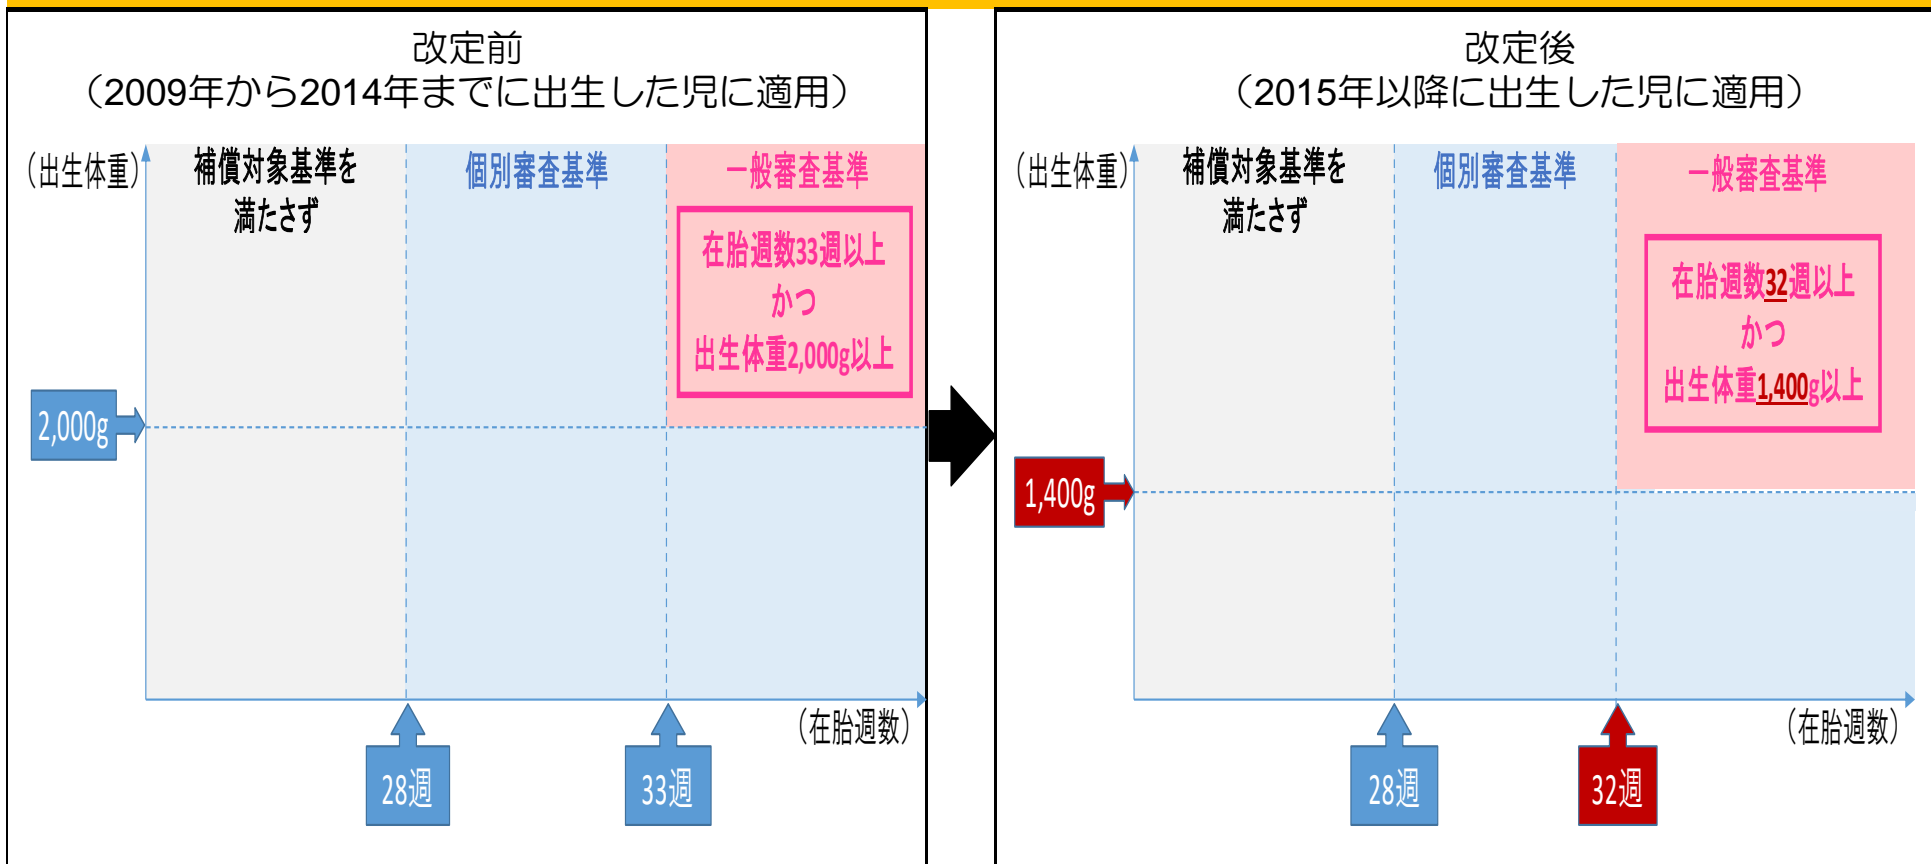 改定前
（2009年から2014年までに出生した児に適用）
（出生体重）
補償対象基準を
満たさず
個別審査基準
一般審査基準
在胎週数33週以上
かつ
出生体重2,000g以上
2,000g
（在胎週数）
28週
33週
改定後
（2015年以降に出生した児に適用）
（出生体重）
補償対象基準を
満たさず
個別審査基準
一般審査基準
在胎週数32週以上
かつ
出生体重1,400g以上
1,400g
（在胎週数）
28週
32週